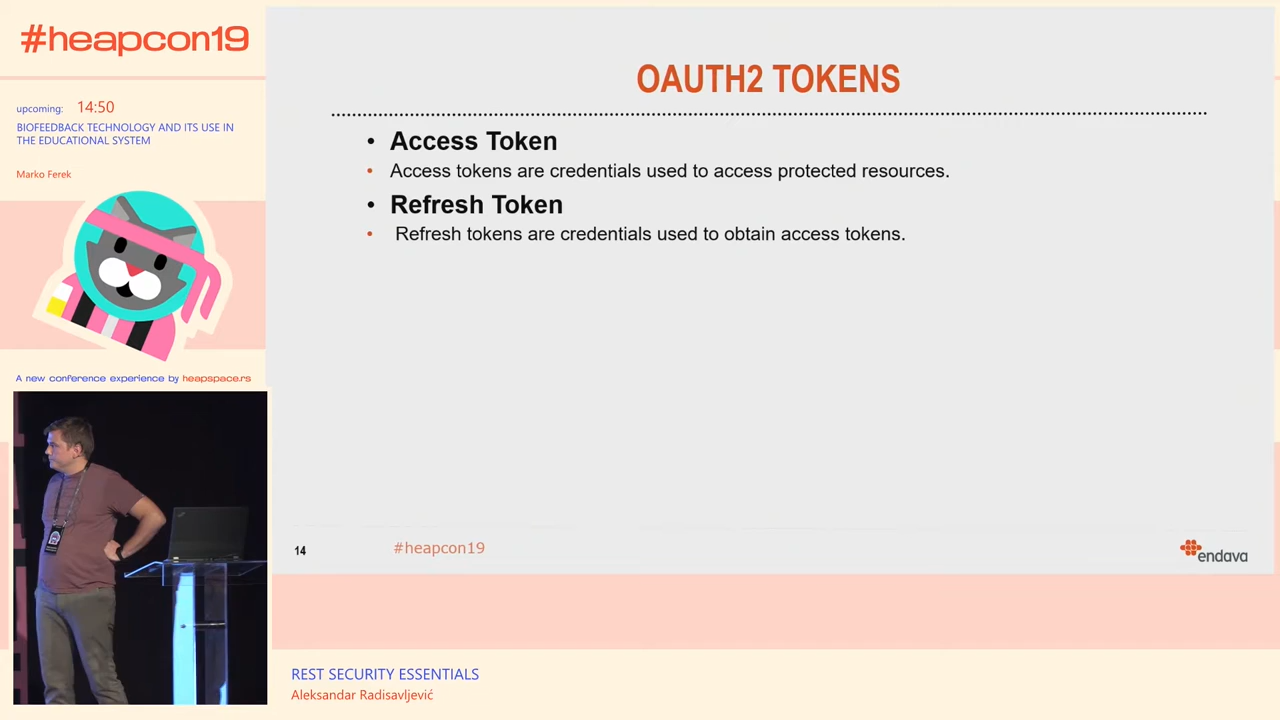 #heapcon19
upcoming: 14:50
BIOFEEDBACK TECHNOLOGY AND ITS USE IN
THE EDUCATIONAL SYSTEM
Marko Ferek
A new conference experience by heapspace.rs
OAUTH2 TOKENS
• Access Token
• Access tokens are credentials used to access protected resources.
• Refresh Token
• Refresh tokens are credentials used to obtain access tokens.
14
#heapcon19
endava
REST SECURITY ESSENTIALS
Aleksandar Radisavljević